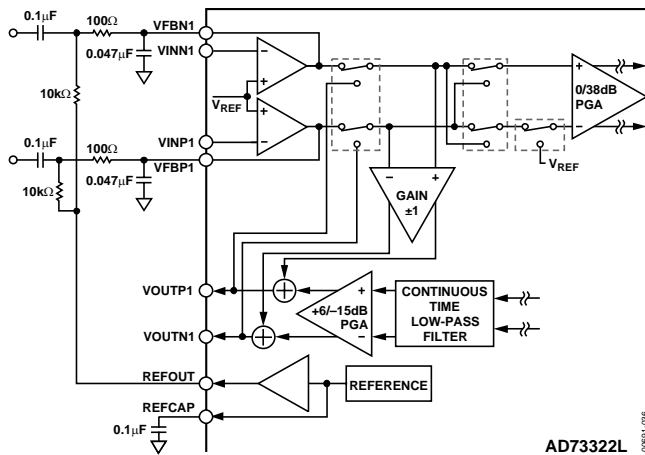 0.1µF
100Ω
VFBN1
0.047µF
VINN1
10kΩ
VREF
0.1µF
100Ω
VINP1
VFBP1
0.047µF
10kΩ
–
+
+
–
+
0/38dB
PGA
–
VREF
– +
GAIN
±1
VOUTP1
VOUTN1
+
+
+
+6/–15dB
PGA
–
CONTINUOUS
TIME
LOW-PASS
FILTER
REFOUT
REFCAP
REFERENCE
0.1µF
AD73322L
00691-026